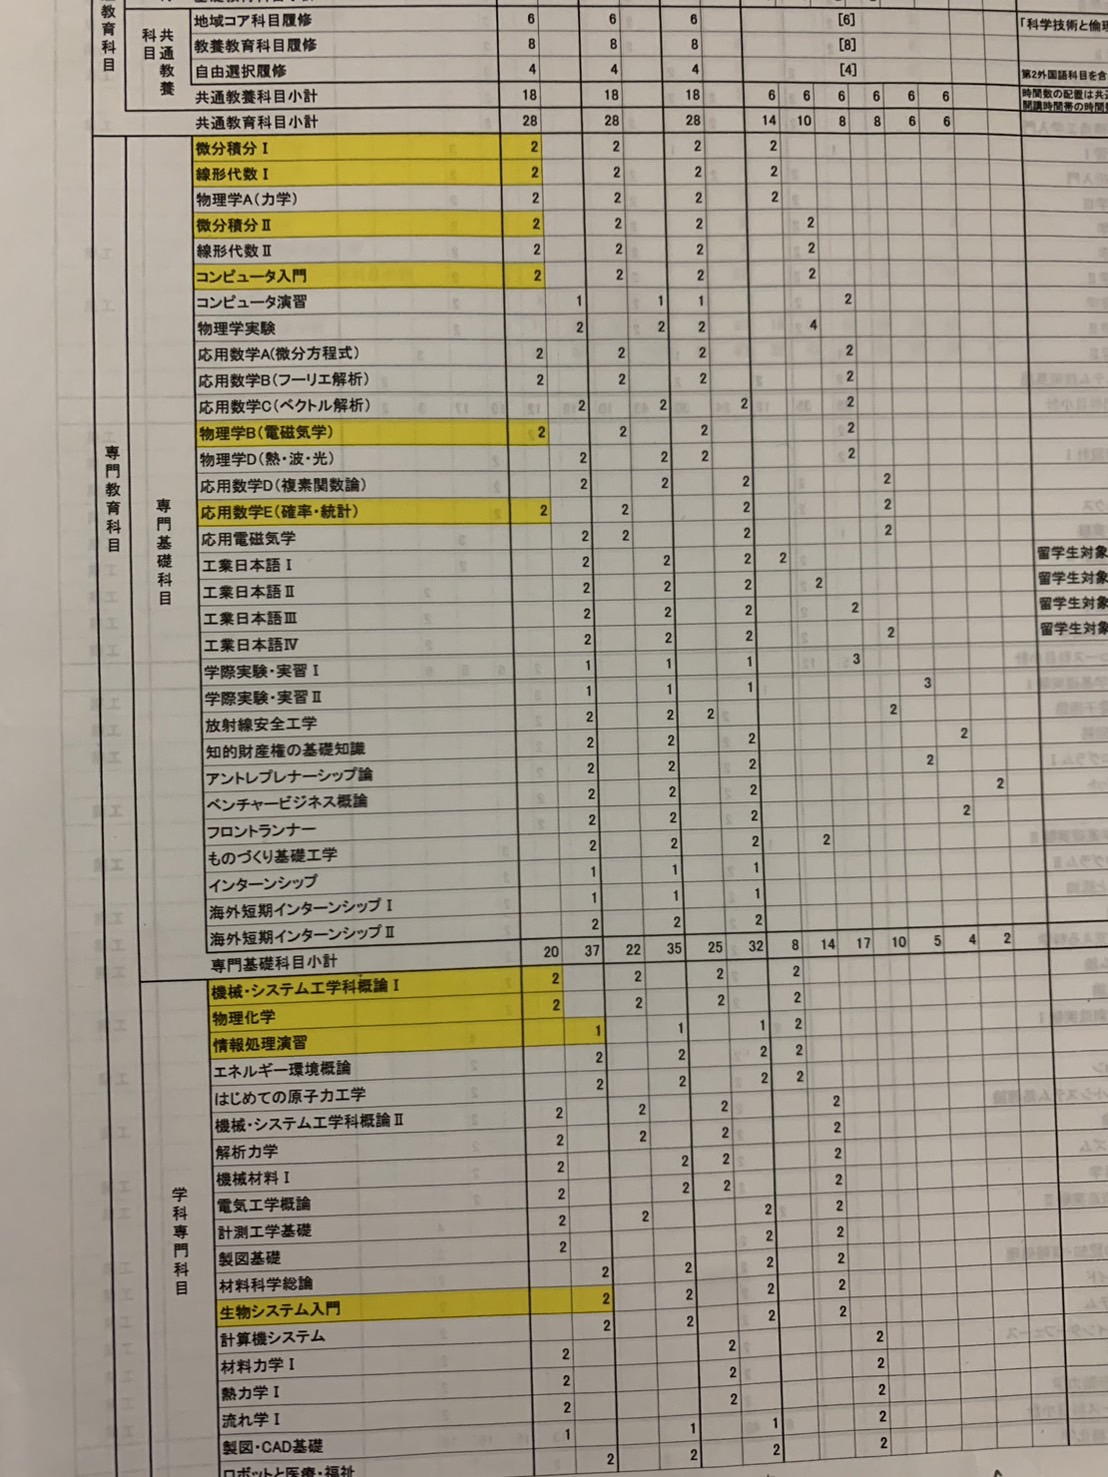 教育科目
共通教養
科目
地域コア科目履修 6 6 6 [6] 「科学技術と倫理
教養教育科目履修 8 8 8 [8]
自由選択履修 4 4 4 [4] 第2外国語科目を含
共通教養科目小計 18 18 18 6 6 6 6 6 6 時間数の配置は共通
開講時間帯の時間
共通教育科目小計 28 28 28 14 10 8 8 6 6
専門教育科目
専門基礎科目
微分積分Ⅰ 2 2 2 2
線形代数Ⅰ 2 2 2 2
物理学A(力学) 2 2 2 2
微分積分Ⅱ 2 2 2 2
線形代数Ⅱ 2 2 2 2
コンピュータ入門 2 2 2 2
コンピュータ演習 1 1 1 2
物理学実験 2 2 2 4
応用数学A(微分方程式) 2 2 2 2
応用数学B(フーリエ解析) 2 2 2 2
応用数学C(ベクトル解析) 2 2 2 2
物理学B(電磁気学) 2 2 2 2
物理学D(熱・波・光) 2 2 2 2
応用数学D(複素関数論) 2 2 2 2
応用数学E(確率・統計) 2 2 2 2
応用電磁気学 2 2 2 2
工業日本語Ⅰ 2 2 2 2 留学生対象
工業日本語Ⅱ 2 2 2 2 留学生対象
工業日本語Ⅲ 2 2 2 2 留学生対象
工業日本語Ⅳ 2 2 2 2 留学生対象
学際実験・実習Ⅰ 1 1 1 3
学際実験・実習Ⅱ 1 1 1 3
放射線安全工学 2 2 2 2
知的財産権の基礎知識 2 2 2 2
アントレプレナーシップ論 2 2 2 2
ベンチャービジネス概論 2 2 2 2
フロントランナー 2 2 2 2
ものづくり基礎工学 2 2 2 2
インターンシップ 1 1 1
海外短期インターンシップⅠ 1 1 1
海外短期インターンシップⅡ 2 2 2
専門基礎科目小計 20 37 22 35 25 32 8 14 17 10 5 4 2
学科専門科目
機械・システム工学科概論Ⅰ 2 2 2 2
物理化学 2 2 2 2
情報処理演習 1 1 1 2
エネルギー環境概論 2 2 2 2
はじめての原子力工学 2 2 2 2
機械・システム工学科概論Ⅱ 2 2 2 2
解析力学 2 2 2 2
機械材料Ⅰ 2 2 2 2
電気工学概論 2 2 2 2
計測工学基礎 2 2 2 2
製図基礎 2 2 2
材料科学総論 2 2 2 2
生物システム入門 2 2 2 2
計算機システム 2 2 2 2
材料力学Ⅰ 2 2 2
熱力学Ⅰ 2 2 2
流れ学Ⅰ 2 2 2
製図・CAD基礎 1 1 1 2
ロボットと医療・福祉 2 2 2 2